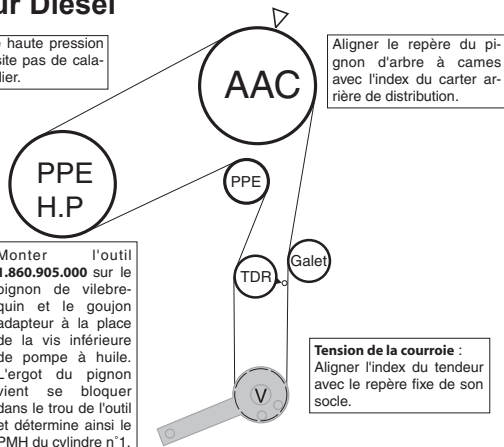 ur Diesel
haute pression
site pas de cala-
dier.
AAC
Aligner le repère du pi-
gnon d'arbre à cames
avec l'index du carter ar-
rière de distribution.
PPE
H.P
PPE
TDR
Galet
Monter l'outil
1.860.905.000 sur le
pignon de vilebre-
quin et le goujon
adapteur à la place
de la vis inférieure
de pompe à huile.
L'ergot du pignon
vient se bloquer
dans le trou de l'outil
et détermine ainsi le
PMH du cylindre n°1.
Tension de la courroie :
Aligner l'index du tendeur
avec le repère fixe de son
socle.
V